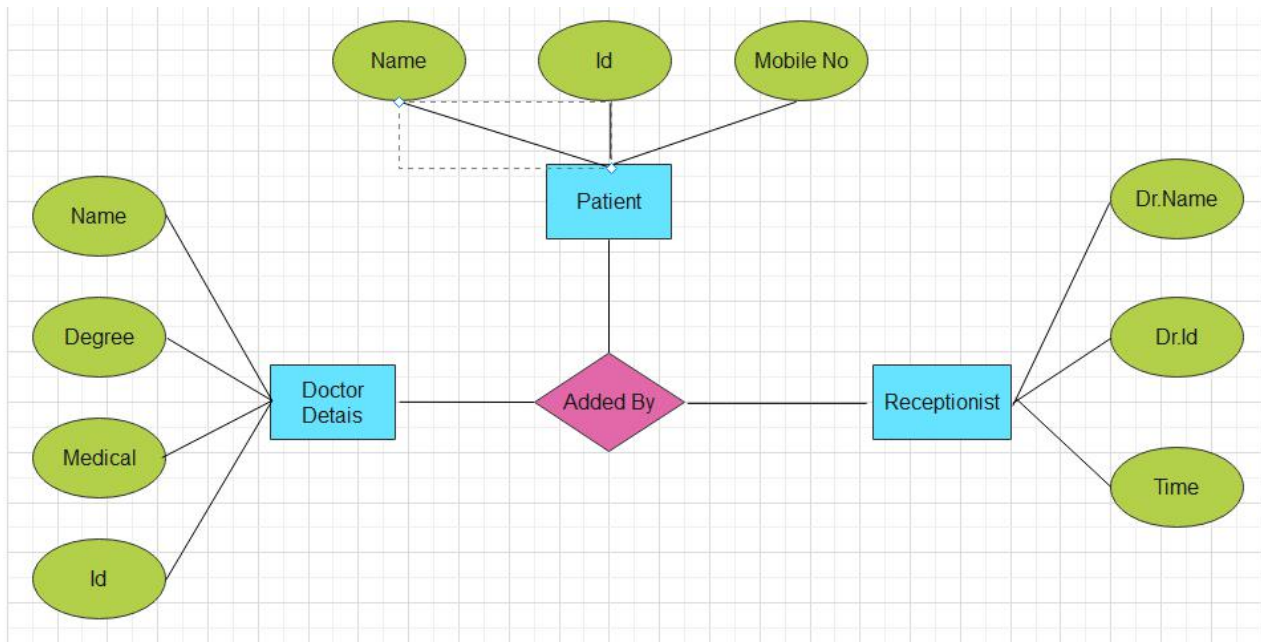 Name
Id
Mobile No
Patient
Name
Degree
Medical
Id
Doctor
Detais
Added By
Receptionist
Dr.Name
Dr.Id
Time